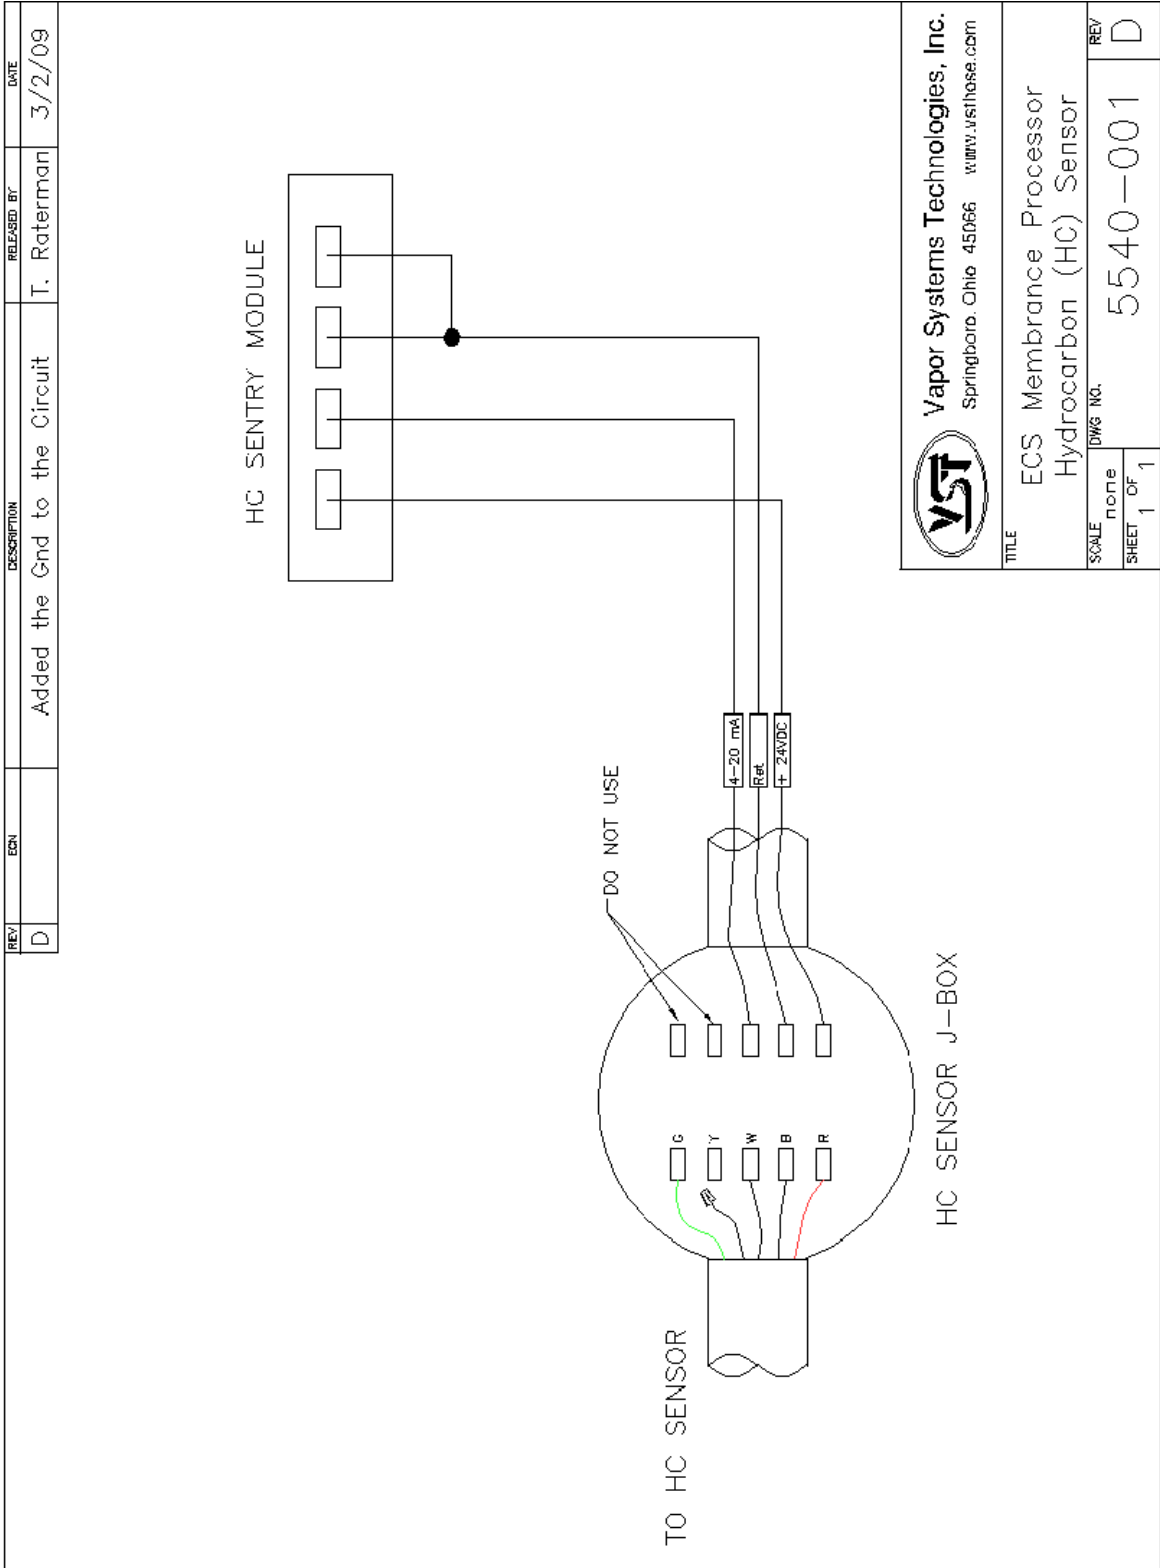 REV
ECN
DESCRIPTION
RELEASED BY
DATE
D
Added the Gnd to the Circuit
T. Raterman
3/2/09
HC SENTRY MODULE
DO NOT USE
4-20 mA
Ret
+ 24VDC
G
Y
W
B
R
TO HC SENSOR
HC SENSOR J-BOX
VST
Vapor Systems Technologies, Inc.
Springboro, Ohio 45066 www.vsthose.com
TITLE
ECS Membrance Processor
Hydrocarbon (HC) Sensor
SCALE
none
DWG NO.
5540-001
REV
D
SHEET
1 OF 1